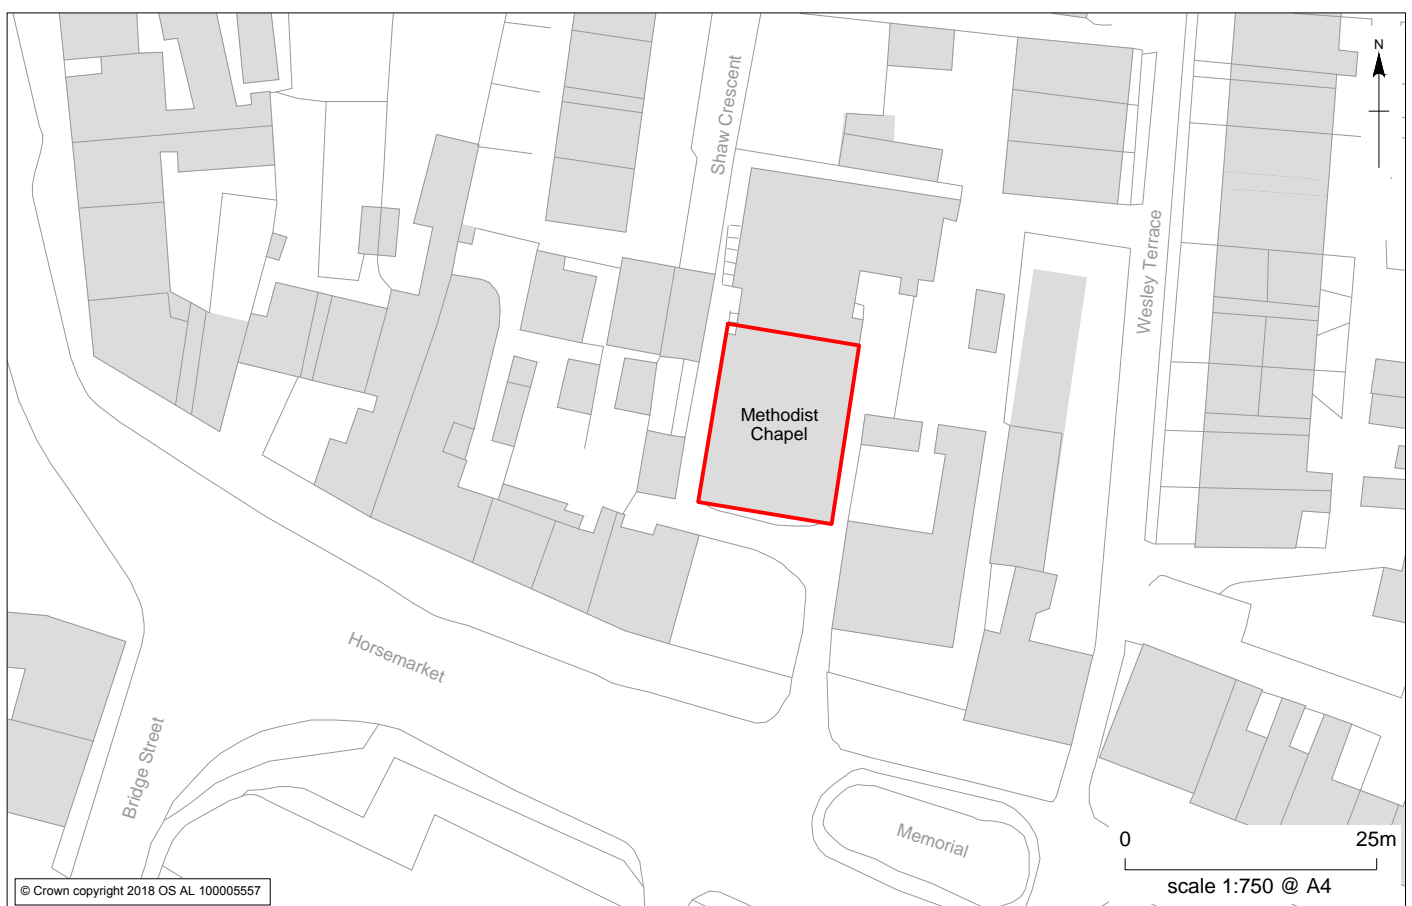 N
Shaw Crescent
Wesley Terrace
Methodist
Chapel
Horsemarket
Bridge Street
Memorial
0 25m
scale 1:750 @ A4
© Crown copyright 2018 OS AL 100005557